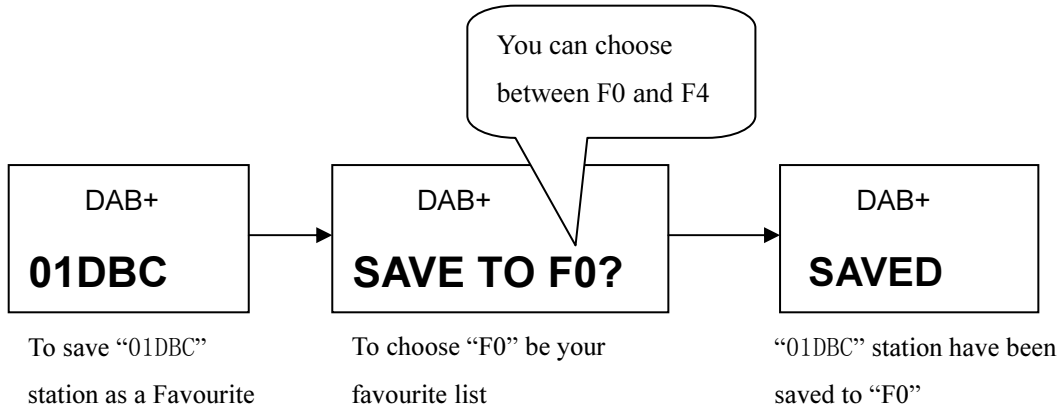 You can choose
between F0 and F4
DAB+
01DBC
DAB+
SAVE TO F0?
DAB+
SAVED
To save “01DBC”
station as a Favourite
To choose “F0” be your
favourite list
“01DBC” station have been
saved to “F0”